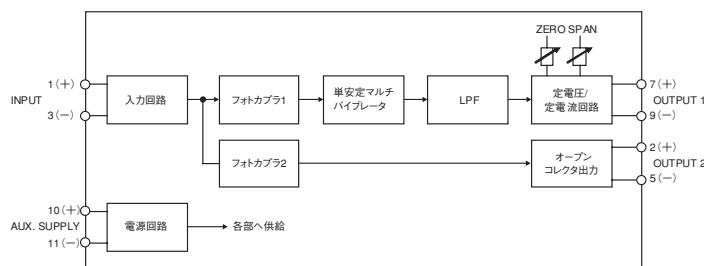 ZERO SPAN
1(+)
INPUT
3(−)
入力回路
フォトカプラ1
単安定マルチ
バイブレータ
LPF
定電圧/
定電流回路
7(+)
OUTPUT 1
9(−)
フォトカプラ2
オープン
コレクタ出力
2(+)
OUTPUT 2
5(−)
10(+)
AUX. SUPPLY
11(−)
電源回路
各部へ供給